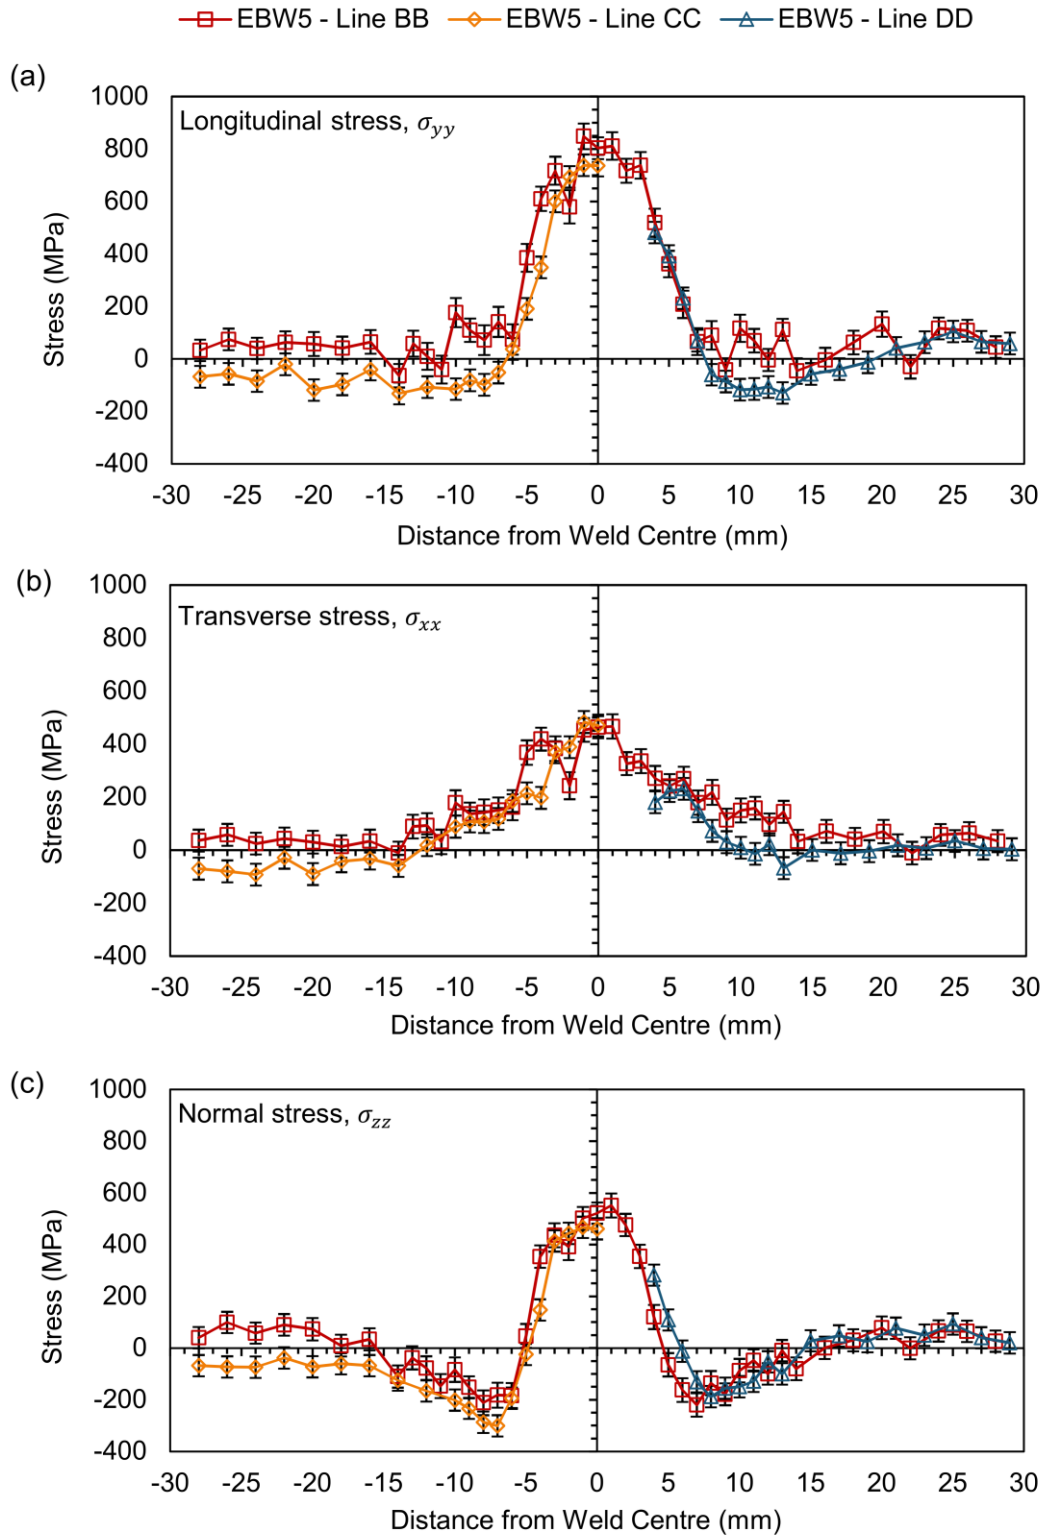 EBW5 - Line BB EBW5 - Line CC EBW5 - Line DD
(a)
1000
800
600
400
200
0
-200
-400
Stress (MPa)
Longitudinal stress, σyy
-30 -25 -20 -15 -10 -5 0 5 10 15 20 25 30
Distance from Weld Centre (mm)
(b)
1000
800
600
400
200
0
-200
-400
Stress (MPa)
Transverse stress, σxx
-30 -25 -20 -15 -10 -5 0 5 10 15 20 25 30
Distance from Weld Centre (mm)
(c)
1000
800
600
400
200
0
-200
-400
Stress (MPa)
Normal stress, σzz
-30 -25 -20 -15 -10 -5 0 5 10 15 20 25 30
Distance from Weld Centre (mm)